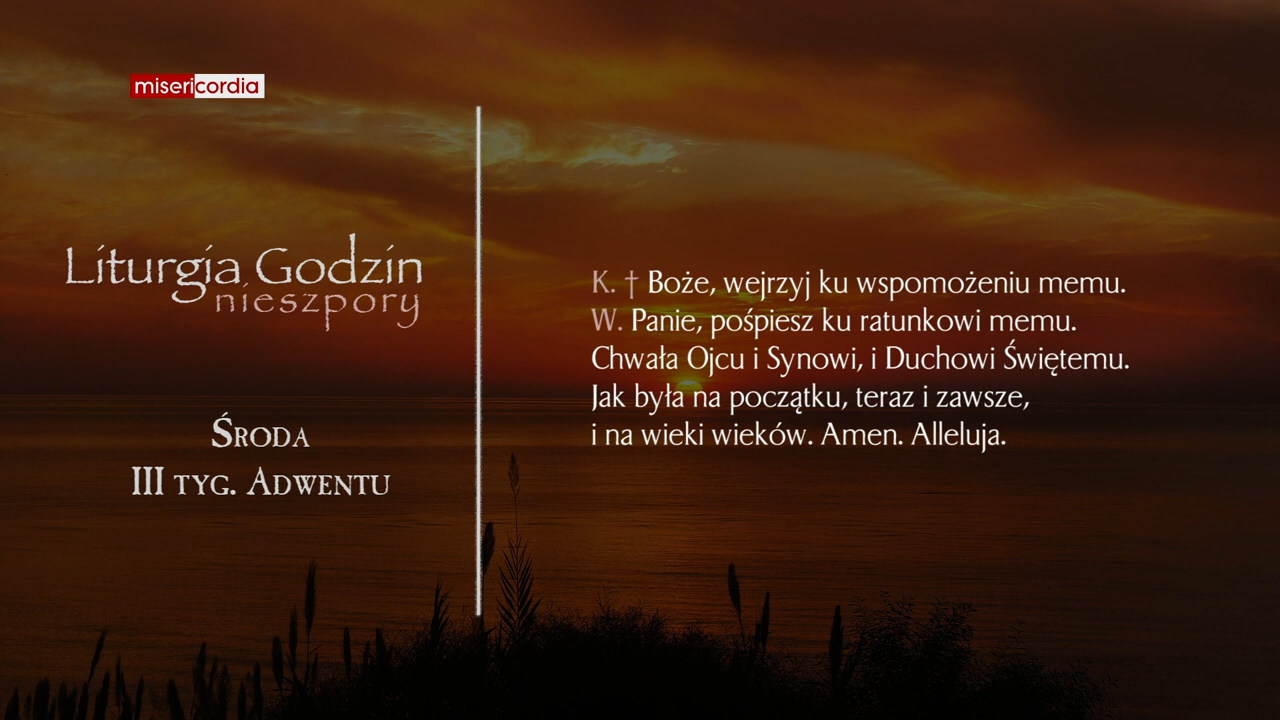 misericordia
Liturgia Godzin
nieszpory
Środa
III tyg. Adwentu
K. † Boże, wejrzyj ku wspomożeniu memu.
W. Panie, pośpiesz ku ratunkowi memu.
Chwała Ojcu i Synowi, i Duchowi Świętemu.
Jak była na początku, teraz i zawsze,
i na wieki wieków. Amen. Alleluja.